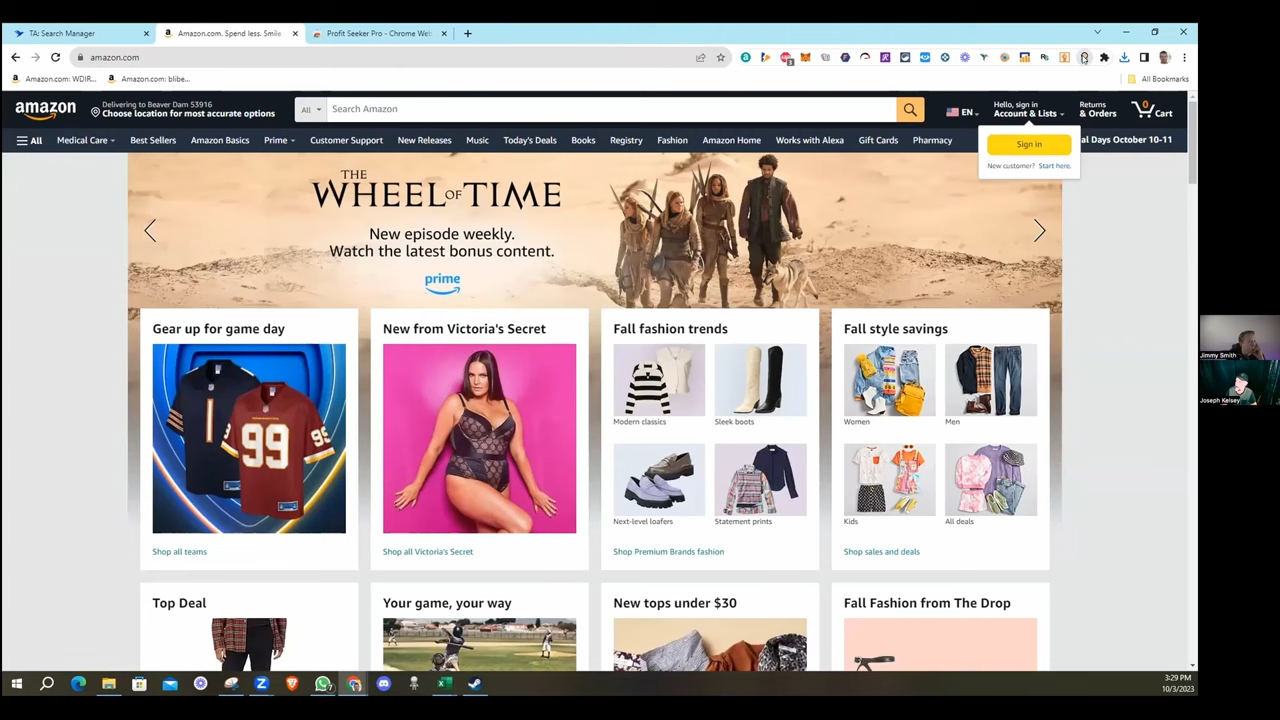 TA: Search Manager
Amazon.com. Spend less. Smile
Profit Seeker Pro - Chrome Web
amazon.com
Amazon.com: WDIR...
Amazon.com: blibe...
All Bookmarks
amazon
Delivering to Beaver Dam 53916
Choose location for most accurate options
All
Search Amazon
EN
Hello, sign in
Account & Lists
Returns
& Orders
0
Cart
All
Medical Care
Best Sellers
Amazon Basics
Prime
Customer Support
New Releases
Music
Today's Deals
Books
Registry
Fashion
Amazon Home
Works with Alexa
Gift Cards
Pharmacy
al Days October 10-11
Sign in
New customer? Start here.
THE
WHEEL OF TIME
New episode weekly.
Watch the latest bonus content.
prime
Gear up for game day
New from Victoria's Secret
Fall fashion trends
Fall style savings
1
99
99
Modern classics
Sleek boots
Women
Men
Next-level loafers
Statement prints
Kids
All deals
Shop all teams
Shop all Victoria's Secret
Shop Premium Brands fashion
Shop sales and deals
Top Deal
Your game, your way
New tops under $30
Fall Fashion from The Drop
Jimmy Smith
Joseph Kelsey
3:29 PM
10/3/2023